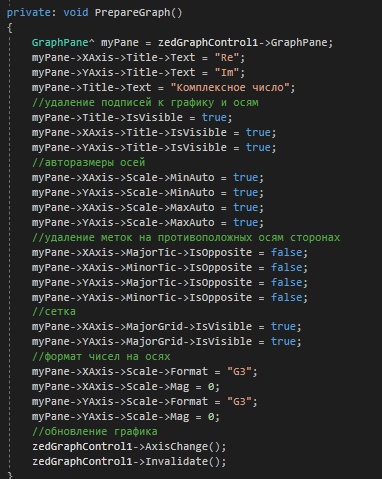 private: void PrepareGraph()
{
GraphPane^ myPane = zedGraphControl1->GraphPane;
myPane->XAxis->Title->Text = "Re";
myPane->YAxis->Title->Text = "Im";
myPane->Title->Text = "Комплексное число";
//удаление подписей к графику и осям
myPane->Title->IsVisible = true;
myPane->XAxis->Title->IsVisible = true;
myPane->YAxis->Title->IsVisible = true;
//авторазмеры осей
myPane->XAxis->Scale->MinAuto = true;
myPane->YAxis->Scale->MinAuto = true;
myPane->XAxis->Scale->MaxAuto = true;
myPane->YAxis->Scale->MaxAuto = true;
//удаление меток на противоположных осям сторонах
myPane->XAxis->MajorTic->IsOpposite = false;
myPane->XAxis->MinorTic->IsOpposite = false;
myPane->YAxis->MajorTic->IsOpposite = false;
myPane->YAxis->MinorTic->IsOpposite = false;
//сетка
myPane->XAxis->MajorGrid->IsVisible = true;
myPane->YAxis->MajorGrid->IsVisible = true;
//формат чисел на осях
myPane->XAxis->Scale->Format = "G3";
myPane->XAxis->Scale->Mag = 0;
myPane->YAxis->Scale->Format = "G3";
myPane->YAxis->Scale->Mag = 0;
//обновление графика
zedGraphControl1->AxisChange();
zedGraphControl1->Invalidate();
}